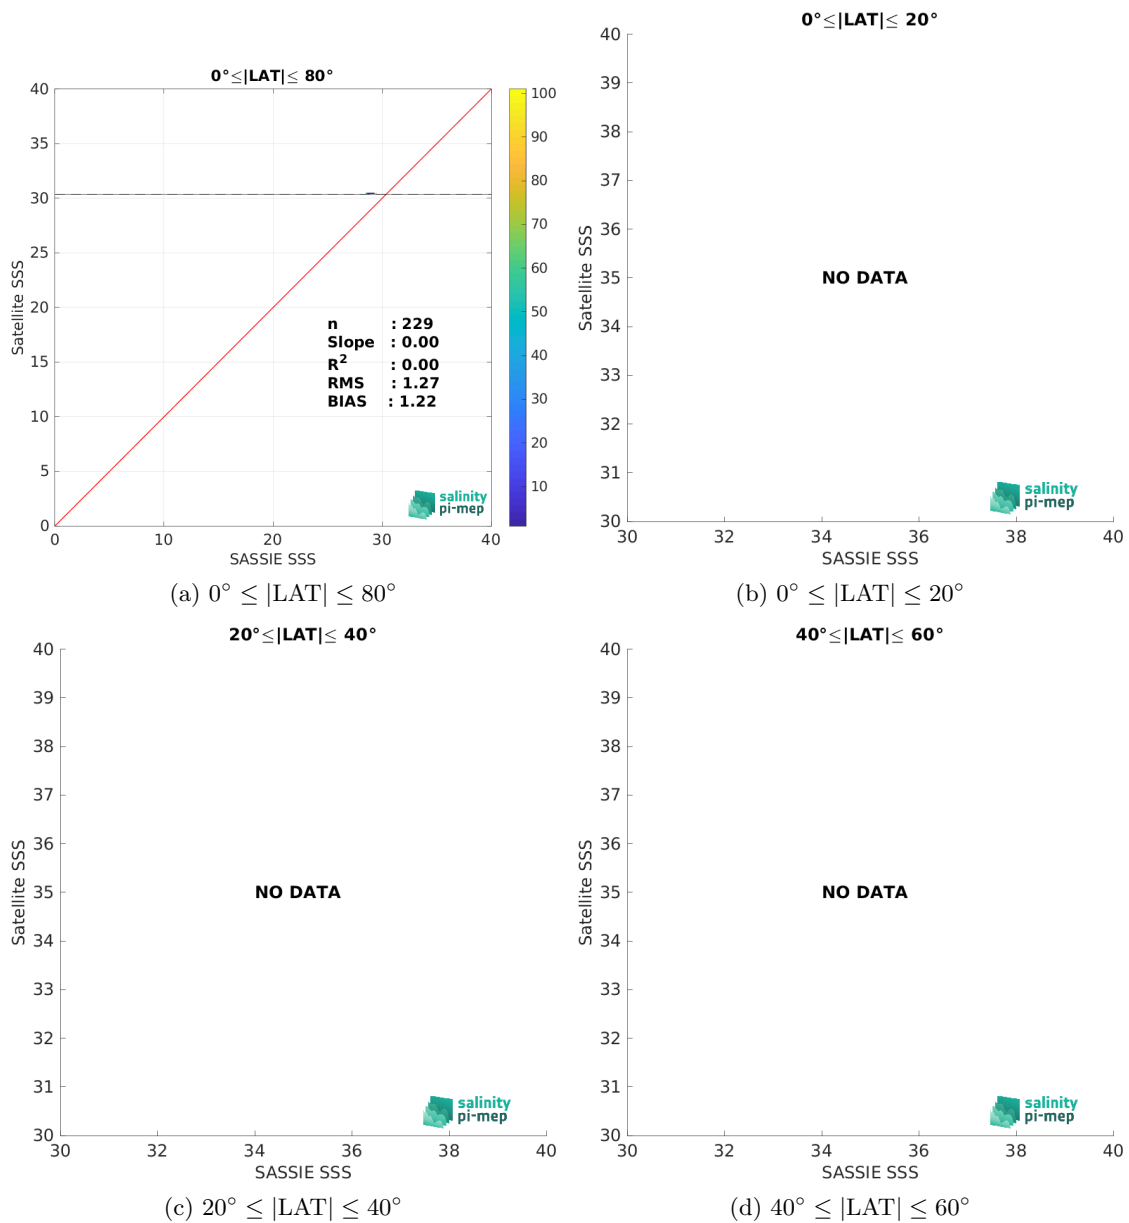 0°≤|LAT|≤ 80°
40
35
30
25
20
15
10
5
0
Satellite SSS
0
10
20
30
40
SASSIE SSS
100
90
80
70
60
50
40
30
20
10
n : 229
Slope : 0.00
R² : 0.00
RMS : 1.27
BIAS : 1.22
salinity
pi-mep
(a) 0° ≤ |LAT| ≤ 80°
0°≤|LAT|≤ 20°
40
39
38
37
36
35
34
33
32
31
30
Satellite SSS
NO DATA
30
32
34
36
38
40
SASSIE SSS
salinity
pi-mep
(b) 0° ≤ |LAT| ≤ 20°
20°≤|LAT|≤ 40°
40
39
38
37
36
35
34
33
32
31
30
Satellite SSS
NO DATA
30
32
34
36
38
40
SASSIE SSS
salinity
pi-mep
(c) 20° ≤ |LAT| ≤ 40°
40°≤|LAT|≤ 60°
40
39
38
37
36
35
34
33
32
31
30
Satellite SSS
NO DATA
30
32
34
36
38
40
SASSIE SSS
salinity
pi-mep
(d) 40° ≤ |LAT| ≤ 60°